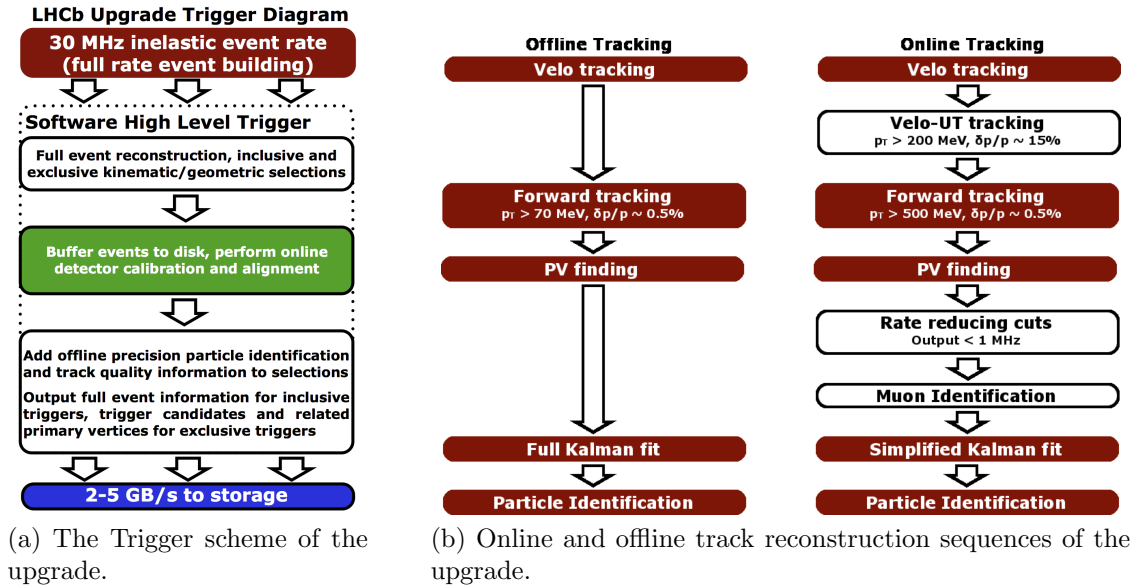 LHCb Upgrade Trigger Diagram
30 MHz inelastic event rate
(full rate event building)
Software High Level Trigger
Full event reconstruction, inclusive and
exclusive kinematic/geometric selections
Buffer events to disk, perform online
detector calibration and alignment
Add offline precision particle identification
and track quality information to selections
Output full event information for inclusive
triggers, trigger candidates and related
primary vertices for exclusive triggers
2-5 GB/s to storage
(a) The Trigger scheme of the
upgrade.
Offline Tracking
Velo tracking
Forward tracking
pT > 70 MeV, δp/p ~ 0.5%
PV finding
Full Kalman fit
Particle Identification
Online Tracking
Velo tracking
Velo-UT tracking
pT > 200 MeV, δp/p ~ 15%
Forward tracking
pT > 500 MeV, δp/p ~ 0.5%
PV finding
Rate reducing cuts
Output < 1 MHz
Muon Identification
Simplified Kalman fit
Particle Identification
(b) Online and offline track reconstruction sequences of the
upgrade.